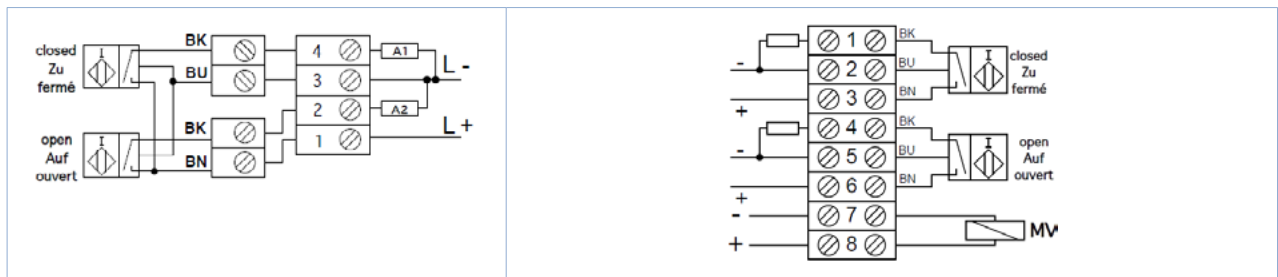 closed
Zu
fermé
I
BK
BU
4
A1
3
L -
2
A2
1
L +
BK
BN
open
Auf
ouvert
I
1
BK
-
2
BU
I
closed
Zu
fermé
3
BN
+
4
BK
-
5
BU
I
open
Auf
ouvert
6
BN
+
-
7
MV
+
8